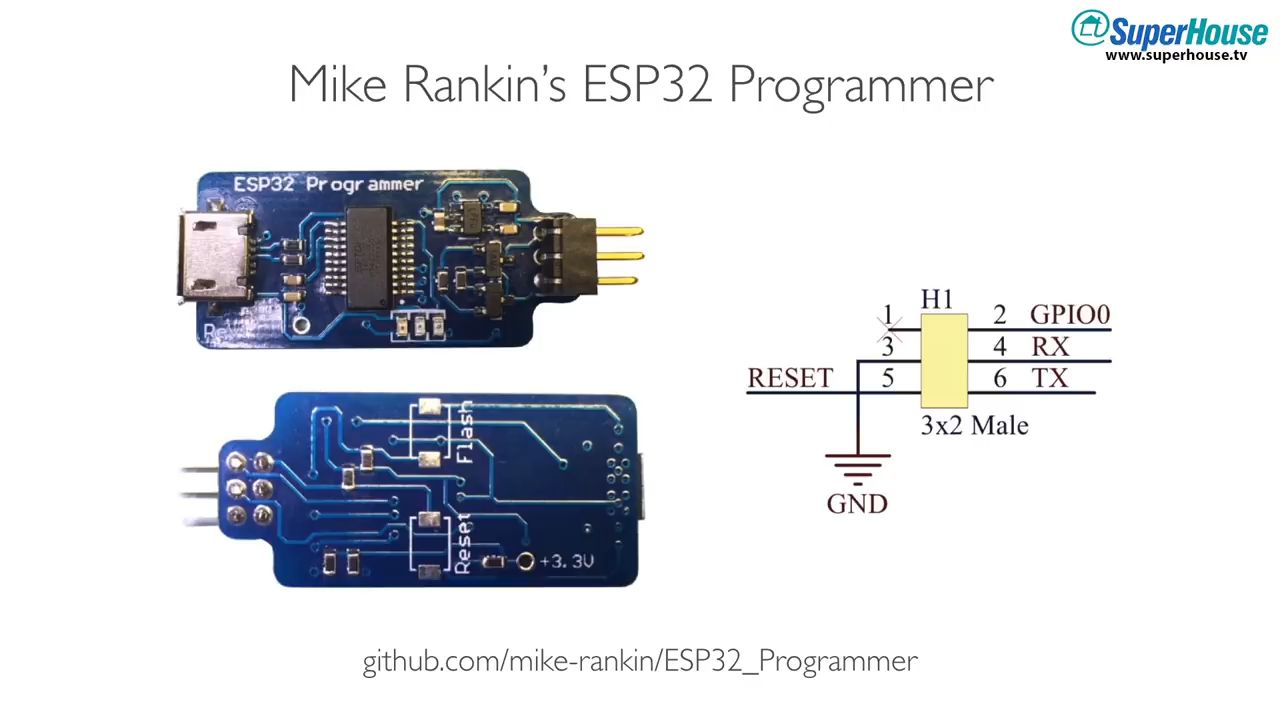 SuperHouse
www.superhouse.tv
Mike Rankin's ESP32 Programmer
ESP32 Programmer
H1
1
2 GPIO0
3
4 RX
RESET
5
6 TX
3x2 Male
GND
Flash
Reset
+3.3V
github.com/mike-rankin/ESP32_Programmer